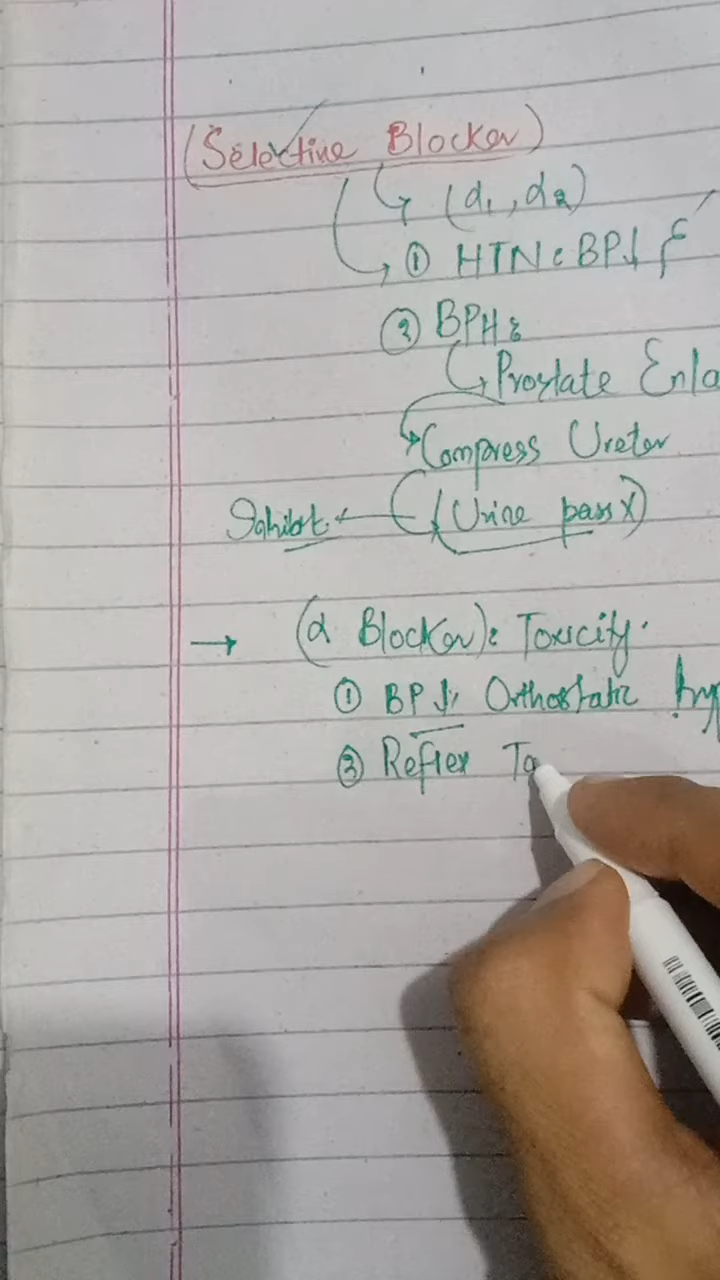 (Selective Blocker)
(α₁, α₂)
① HTN: BP↓
② BPH:
Prostate Enla
Compress Ureter
Inhibit ← (Urine pass X)
→ (α Blocker): Toxicity.
① BP↓, Orthostatic hyp
② Reflex Ta